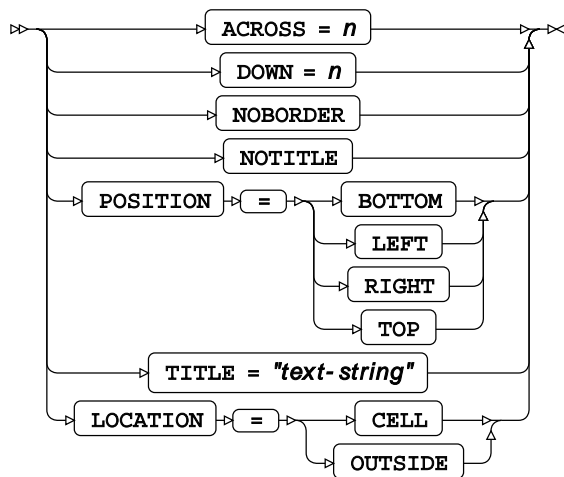 ACROSS = n
DOWN = n
NOBORDER
NOTITLE
POSITION = BOTTOM
LEFT
RIGHT
TOP
TITLE = "text-string"
LOCATION = CELL
OUTSIDE